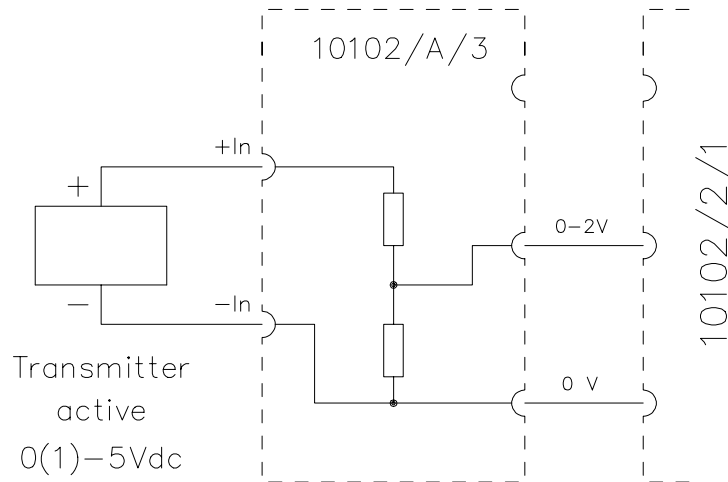 10102/A/3
+In
+
0-2V
10102/2/1
−
−In
Transmitter
0 V
active
0(1)−5Vdc